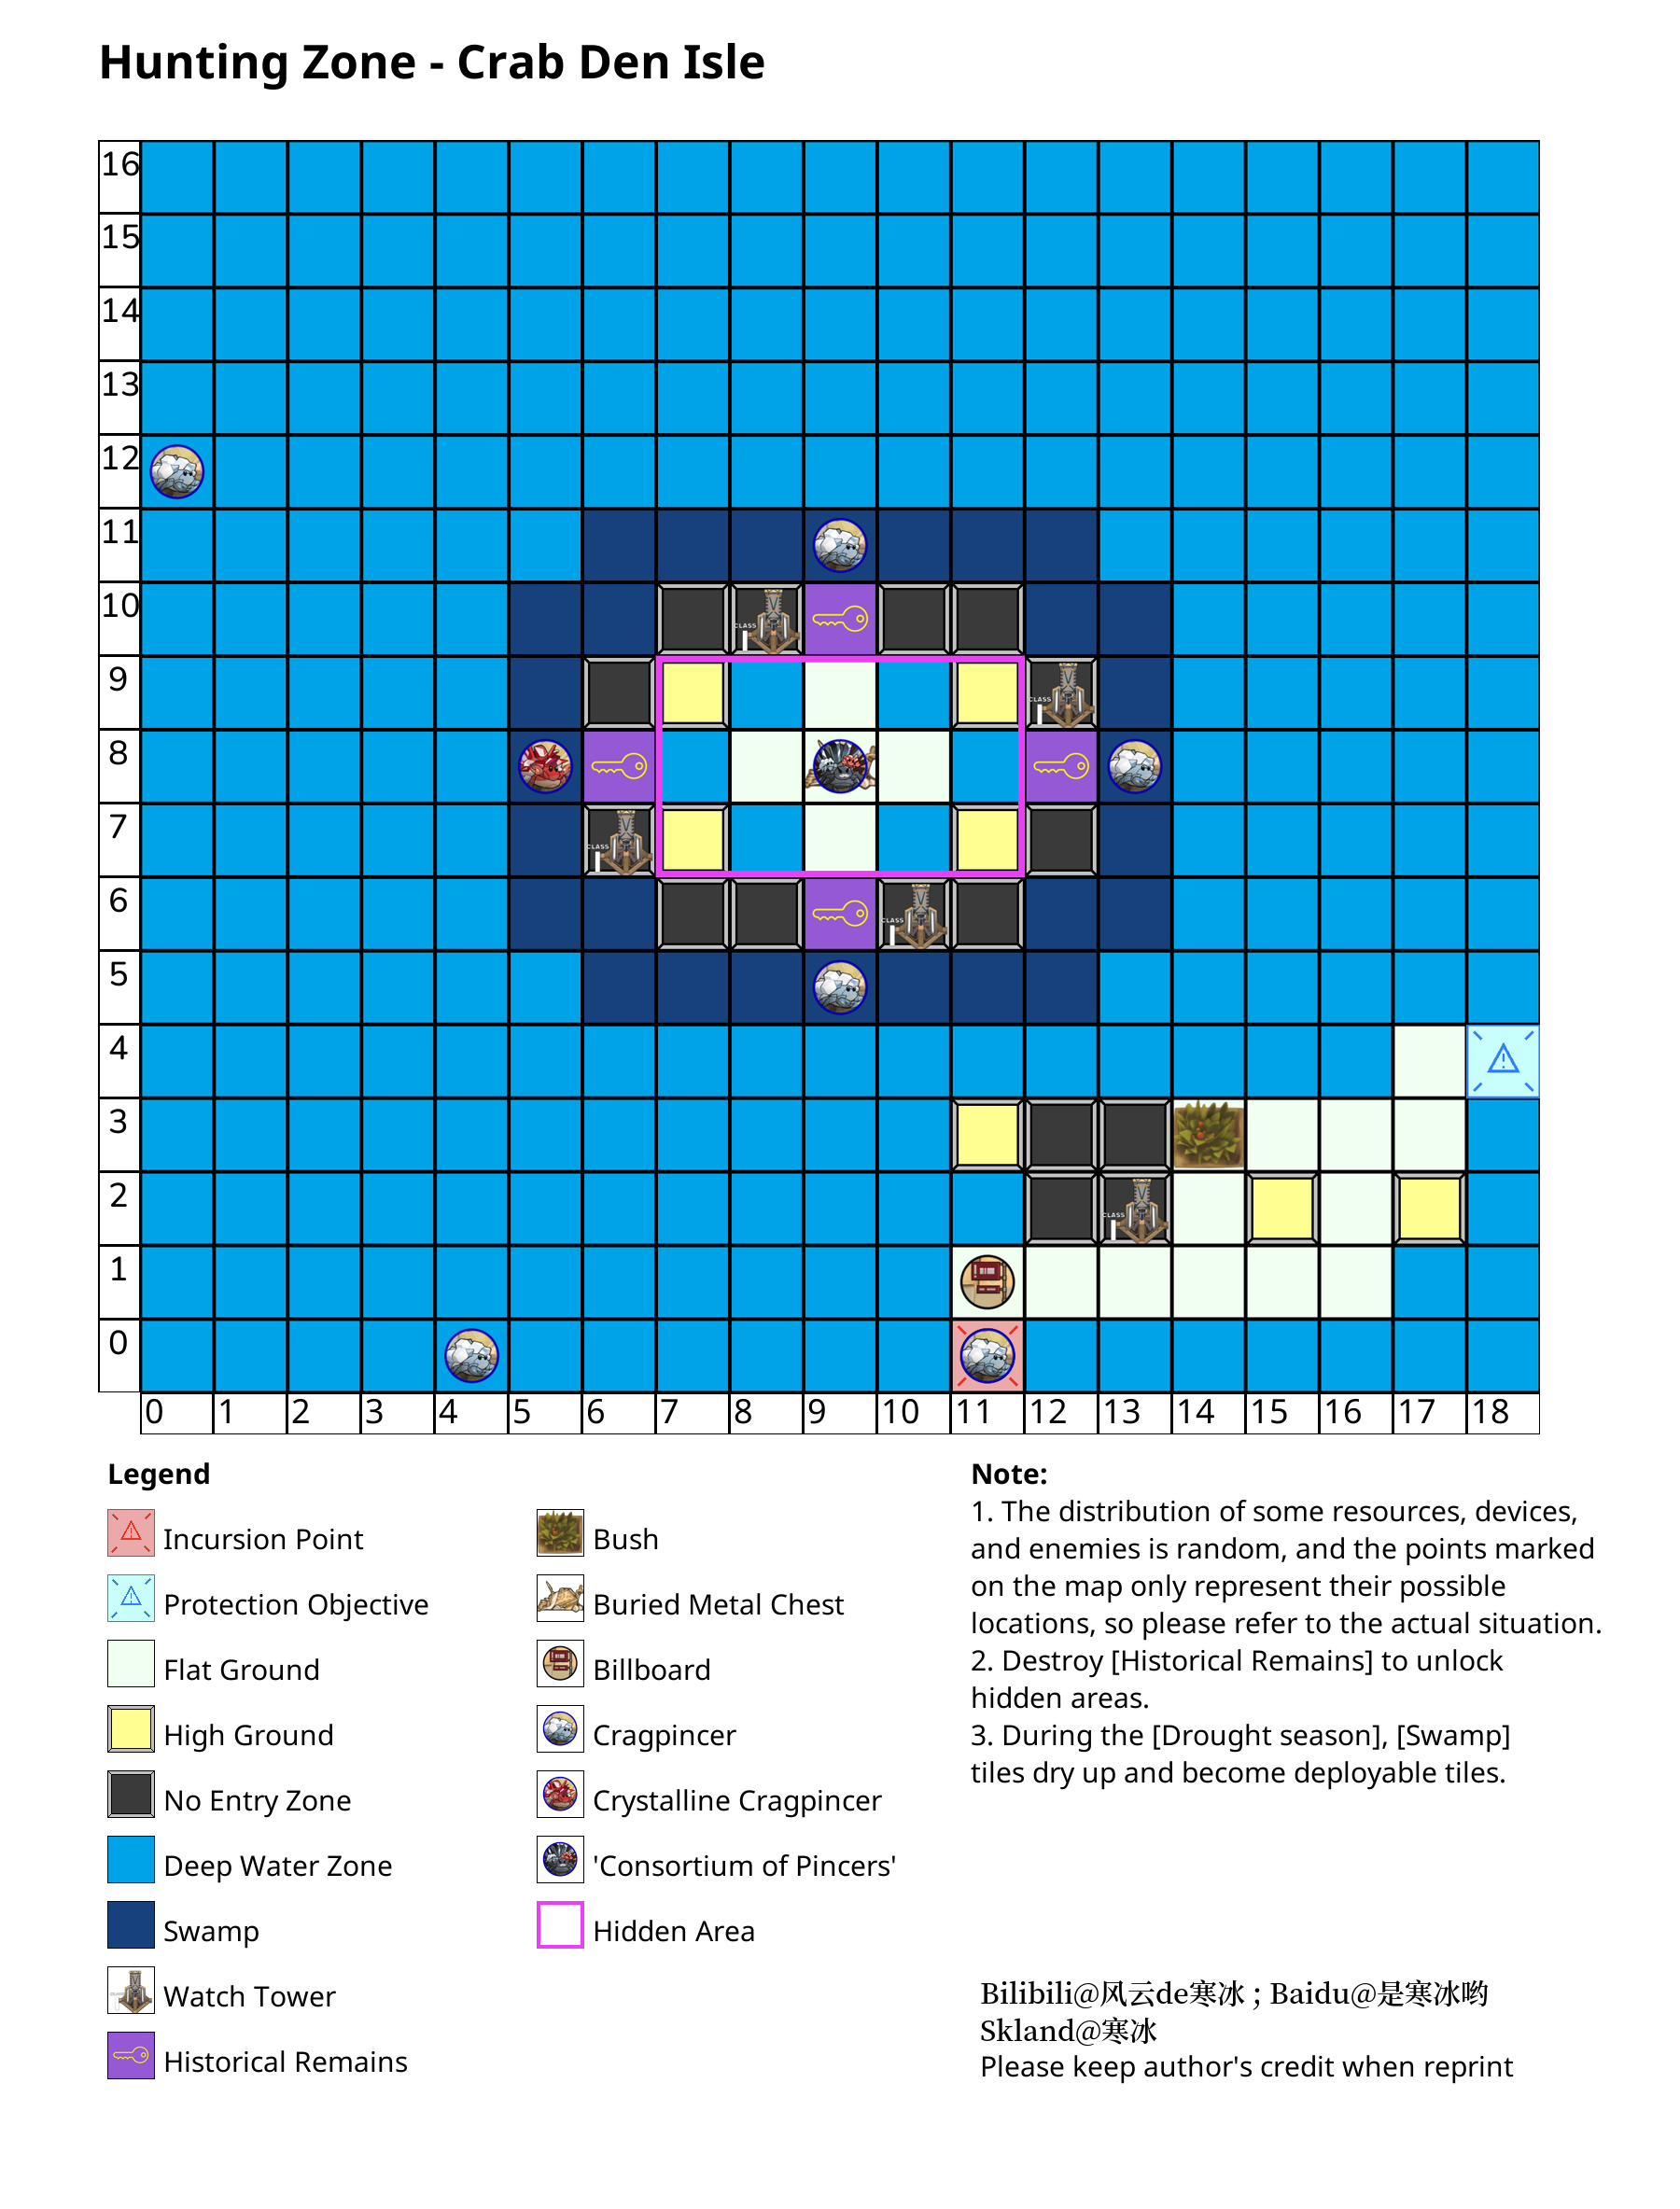 Hunting Zone - Crab Den Isle
16
15
14
13
12
11
10
CLASS
9
CLASS
8
7
CLASS
6
CLASS
5
4
3
2
CLASS
1
0
0 1 2 3 4 5 6 7 8 9 10 11 12 13 14 15 16 17 18
Legend
Incursion Point
Protection Objective
Flat Ground
High Ground
No Entry Zone
Deep Water Zone
Swamp
Watch Tower
Historical Remains
Bush
Buried Metal Chest
Billboard
Cragpincer
Crystalline Cragpincer
'Consortium of Pincers'
Hidden Area
Note:
1. The distribution of some resources, devices,
and enemies is random, and the points marked
on the map only represent their possible
locations, so please refer to the actual situation.
2. Destroy [Historical Remains] to unlock
hidden areas.
3. During the [Drought season], [Swamp]
tiles dry up and become deployable tiles.
Bilibili@风云de寒冰 ; Baidu@是寒冰哟
Skland@寒冰
Please keep author's credit when reprint